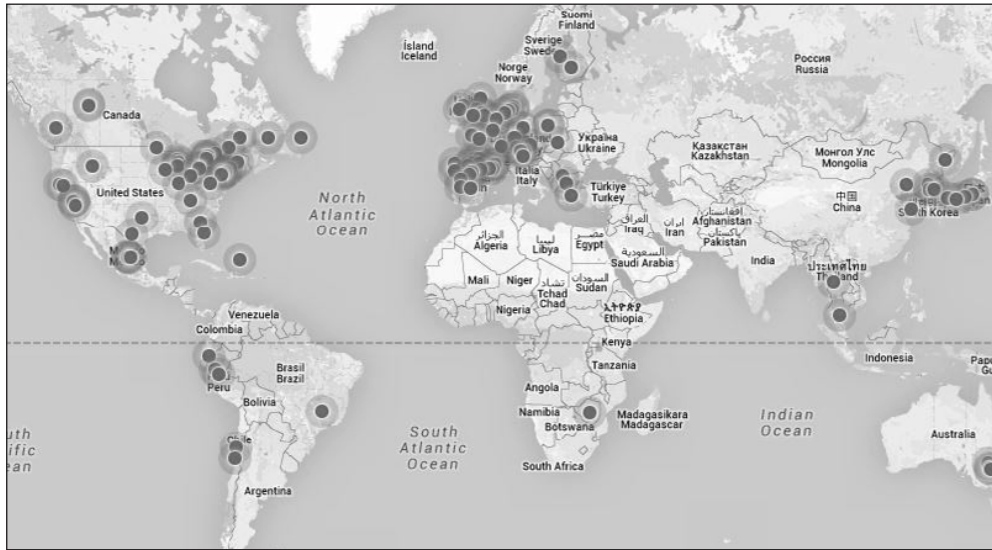 Suomi
Finland
Ísland
Iceland
Sverige
Norge
Norway
Россия
Russia
Canada
Україна
Ukraine
Қазақстан
Kazakhstan
Монгол Улс
Mongolia
Italia
Italy
United States
North
Atlantic
Ocean
Türkiye
Turkey
افغانستان
Afghanistan
中国
China
South Korea
العراق
Iraq
ایران
Iran
پاکستان
Pakistan
الجزائر
Algeria
ليبيا
Libya
مصر
Egypt
السعودية
Saudi Arabia
India
Mali
Niger
تشاد
Tchad
Chad
السودان
Sudan
ประเทศไทย
Nigeria
ኢትዮጵያ
Ethiopia
Venezuela
Colombia
Kenya
Indonesia
Tanzania
Brasil
Brazil
Peru
Angola
Bolivia
Namibia
Botswana
Madagasikara
Madagascar
South
Atlantic
Ocean
Indian
Ocean
Australia
South Africa
Argentina